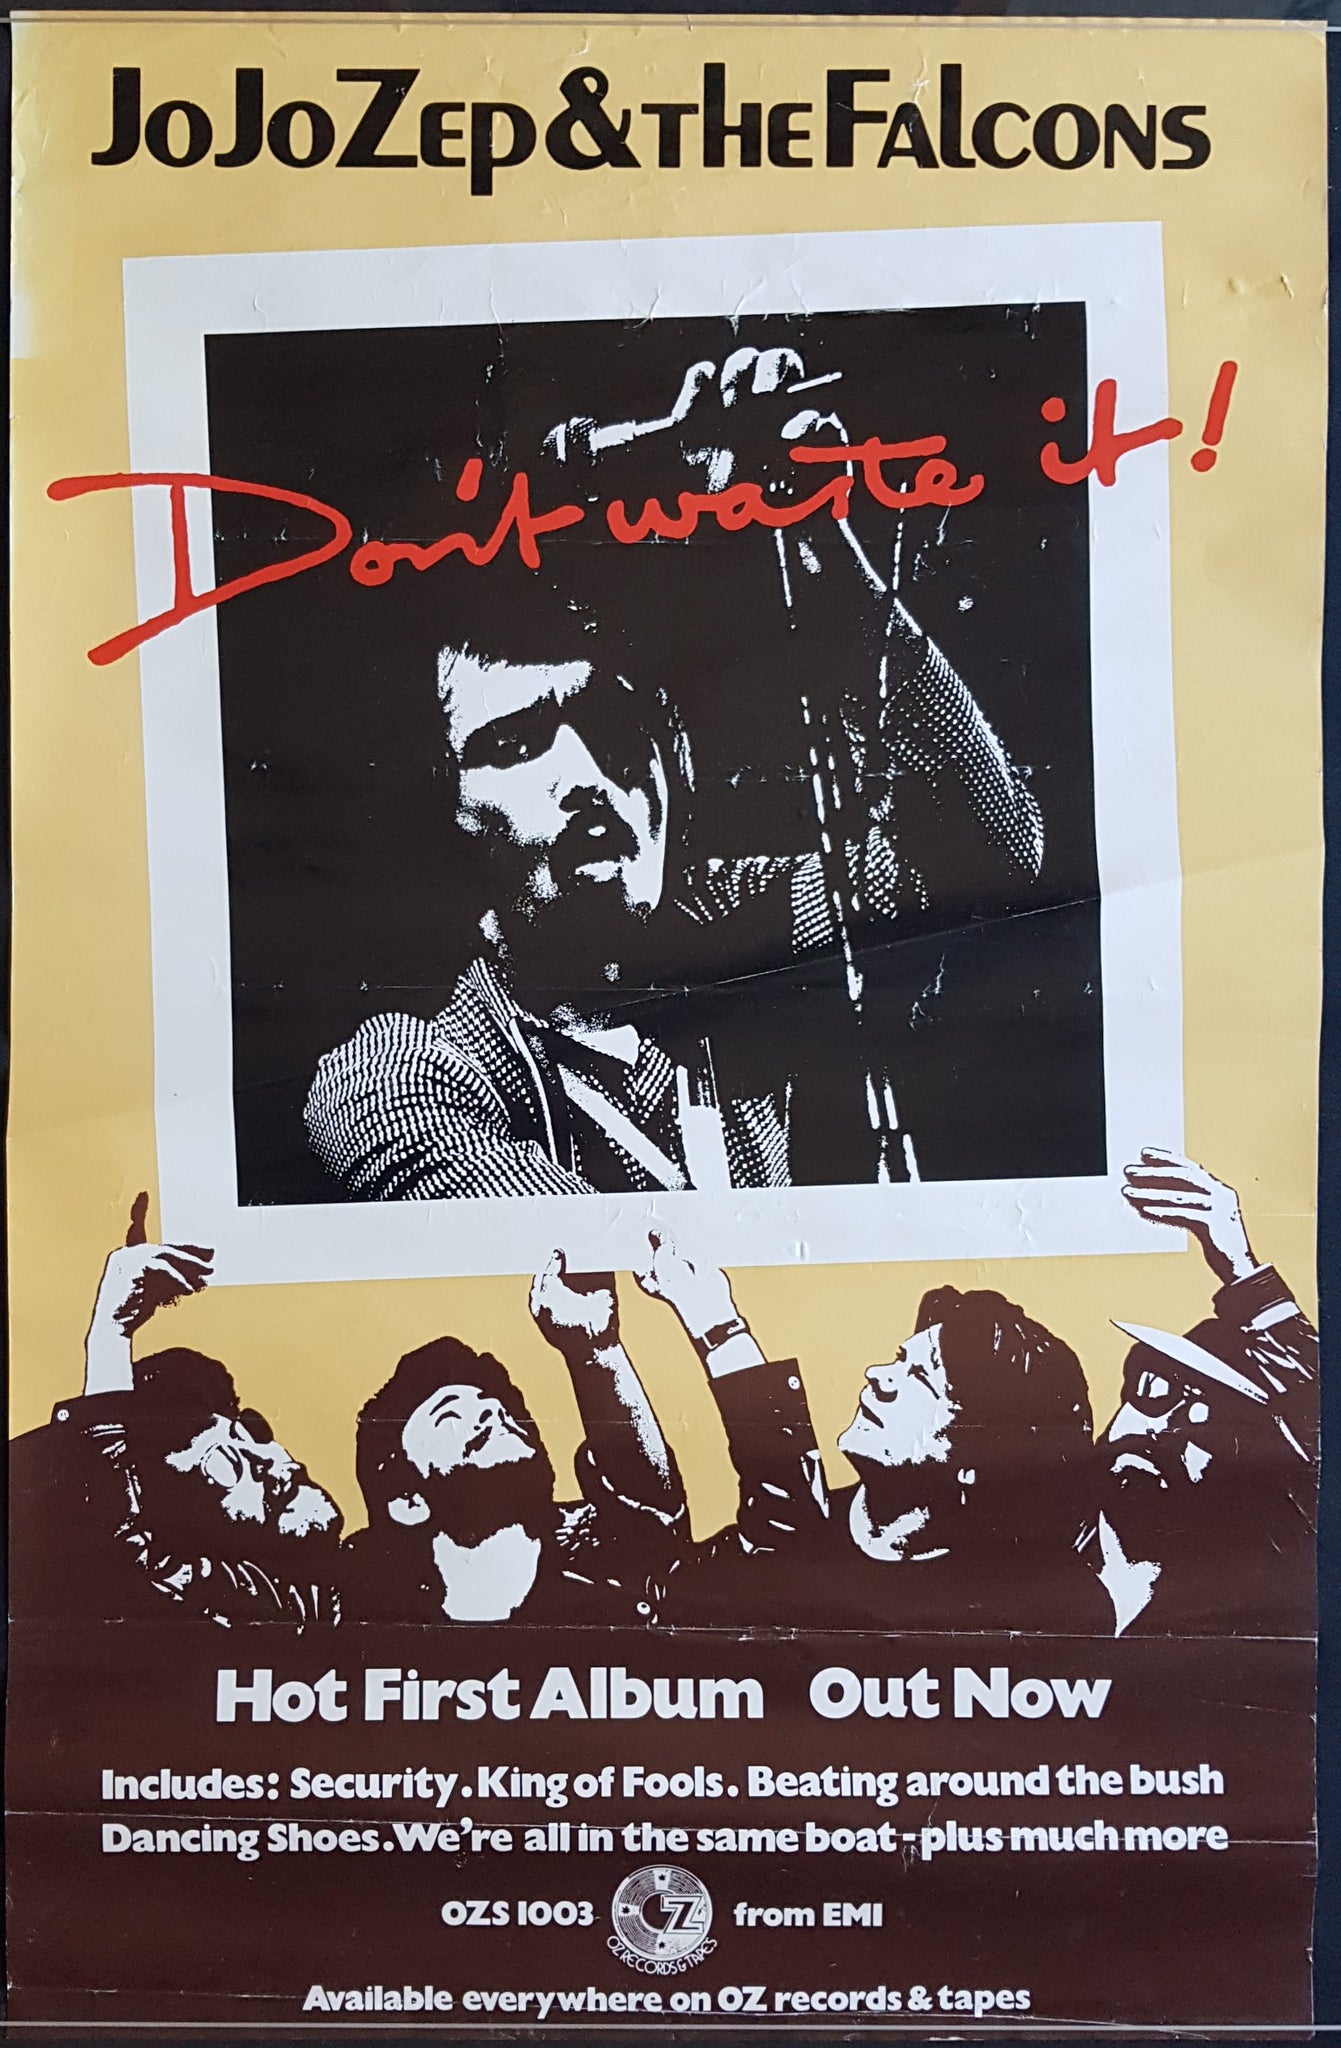 JoJo Zep & the Falcons
Don't waste it!
Hot First Album Out Now
Includes: Security. King of Fools. Beating around the bush
Dancing Shoes. We're all in the same boat - plus much more
OZS 1003 OZ from EMI
OZ RECORDS & TAPES
Available everywhere on OZ records & tapes